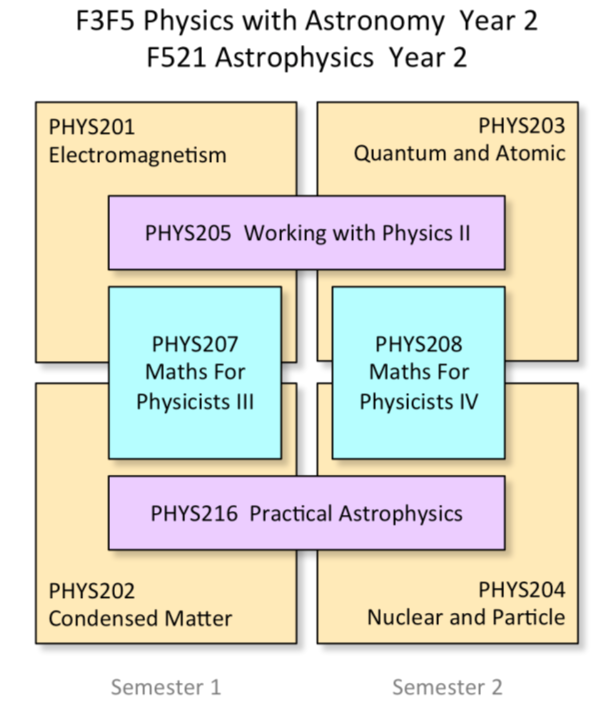 F3F5 Physics with Astronomy  Year 2
F521 Astrophysics  Year 2
PHYS201
Electromagnetism
PHYS203
Quantum and Atomic
PHYS205  Working with Physics II
PHYS207
Maths For
Physicists III
PHYS208
Maths For
Physicists IV
PHYS216  Practical Astrophysics
PHYS202
Condensed Matter
PHYS204
Nuclear and Particle
Semester 1
Semester 2